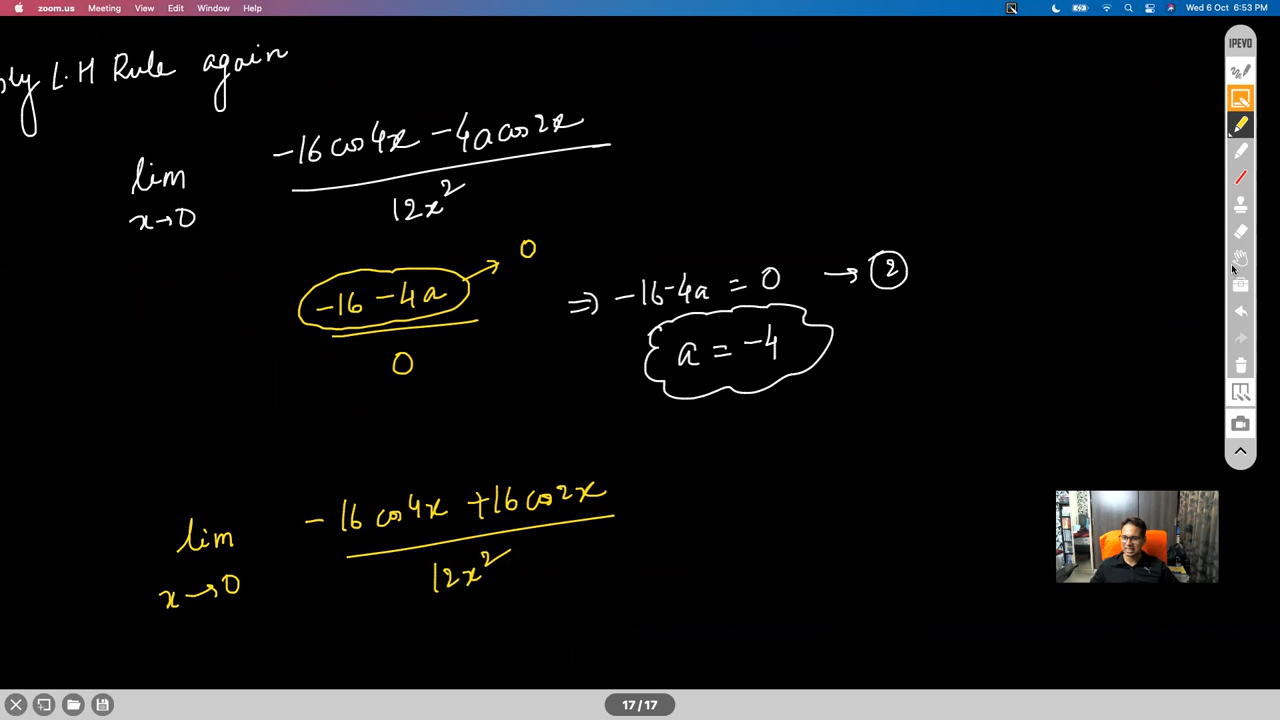 zoom.us Meeting View Edit Window Help Wed 6 Oct 6:53 PM
IPEVO
ly L.H Rule again
lim x→0 -16 cos4x - 4a cos2x / 12x²
-16 - 4a / 0 → 0
⇒ -16-4a = 0 → ②
a = -4
lim x→0 - 16 cos4x + 16 cos2x / 12x²
17 / 17